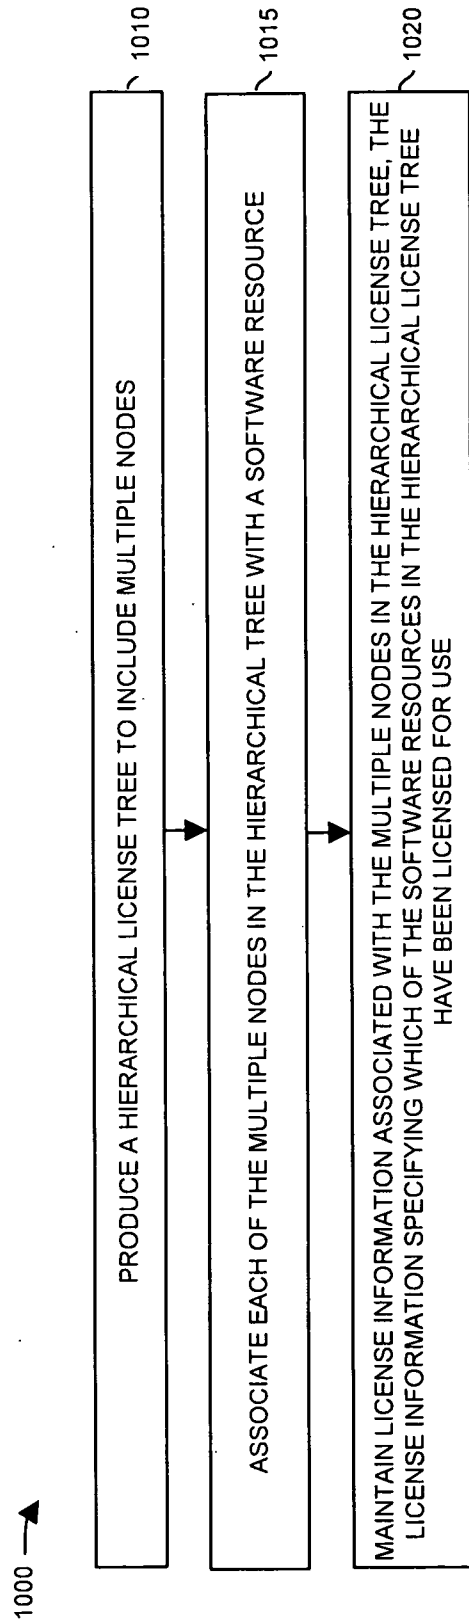 1000
PRODUCE A HIERARCHICAL LICENSE TREE TO INCLUDE MULTIPLE NODES
1010
ASSOCIATE EACH OF THE MULTIPLE NODES IN THE HIERARCHICAL TREE WITH A SOFTWARE RESOURCE
1015
MAINTAIN LICENSE INFORMATION ASSOCIATED WITH THE MULTIPLE NODES IN THE HIERARCHICAL LICENSE TREE, THE
LICENSE INFORMATION SPECIFYING WHICH OF THE SOFTWARE RESOURCES IN THE HIERARCHICAL LICENSE TREE
HAVE BEEN LICENSED FOR USE
1020